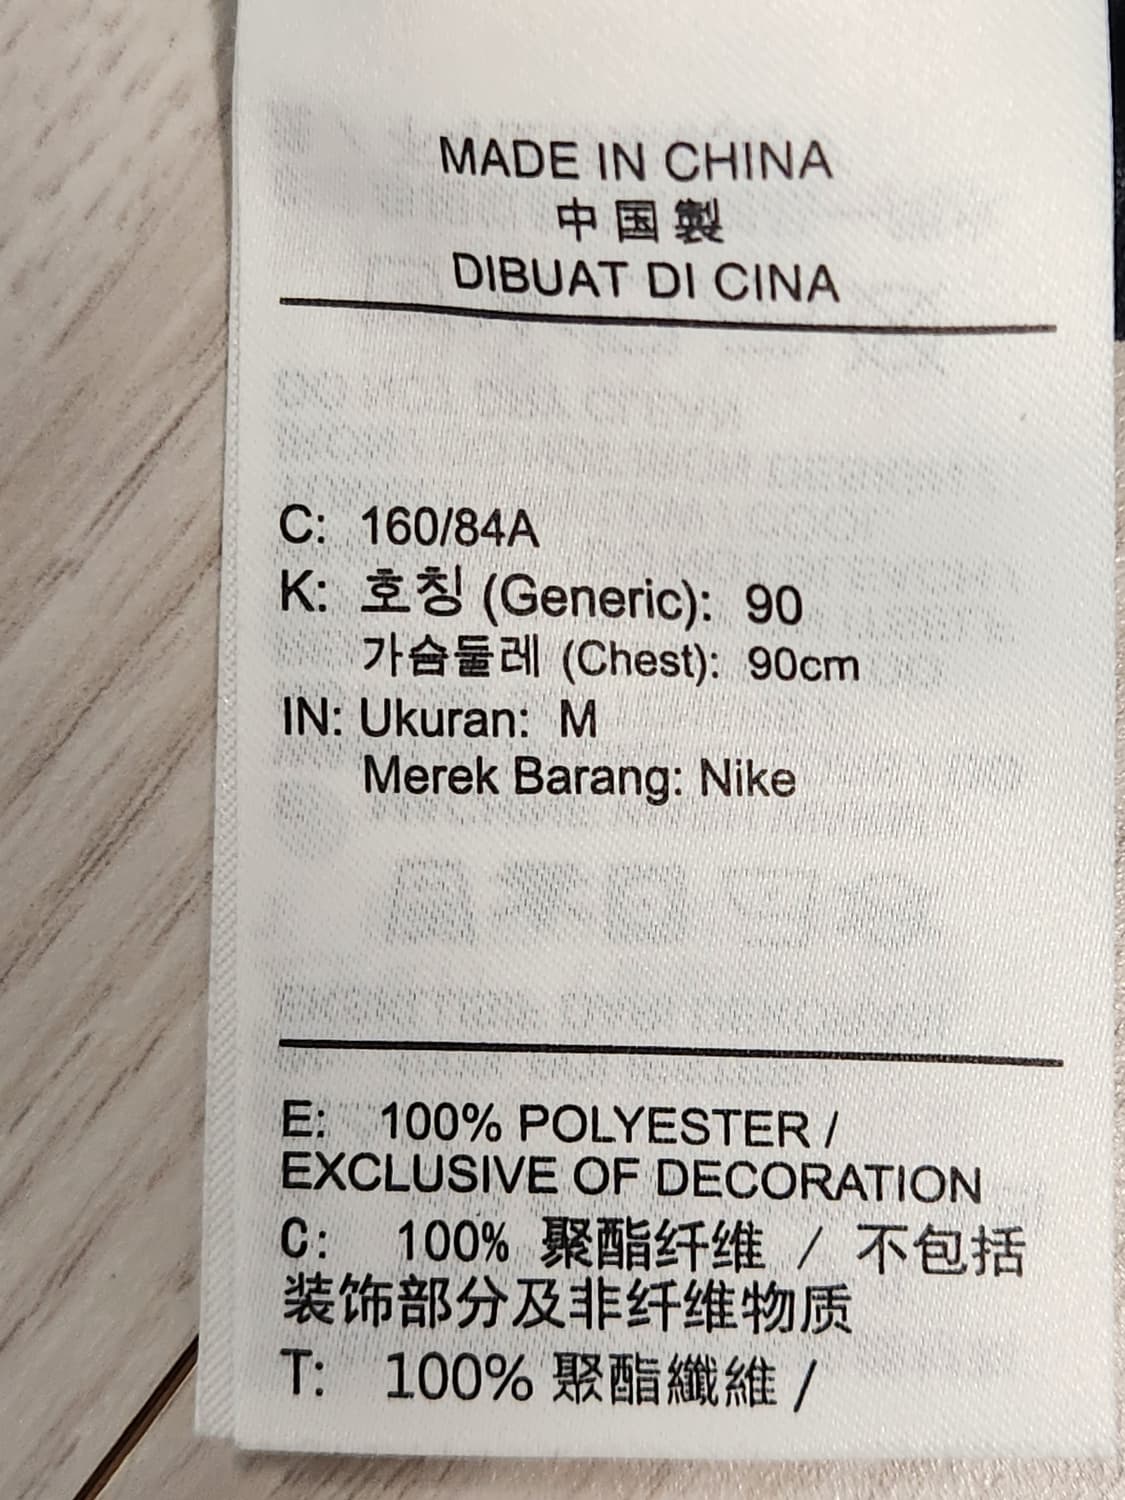 MADE IN CHINA
中国製
DIBUAT DI CINA
C: 160/84A
K: 호칭 (Generic): 90
가슴둘레 (Chest): 90cm
IN: Ukuran: M
Merek Barang: Nike
E: 100% POLYESTER /
EXCLUSIVE OF DECORATION
C: 100% 聚酯纤维 / 不包括
装饰部分及非纤维物质
T: 100% 聚酯纖維 /